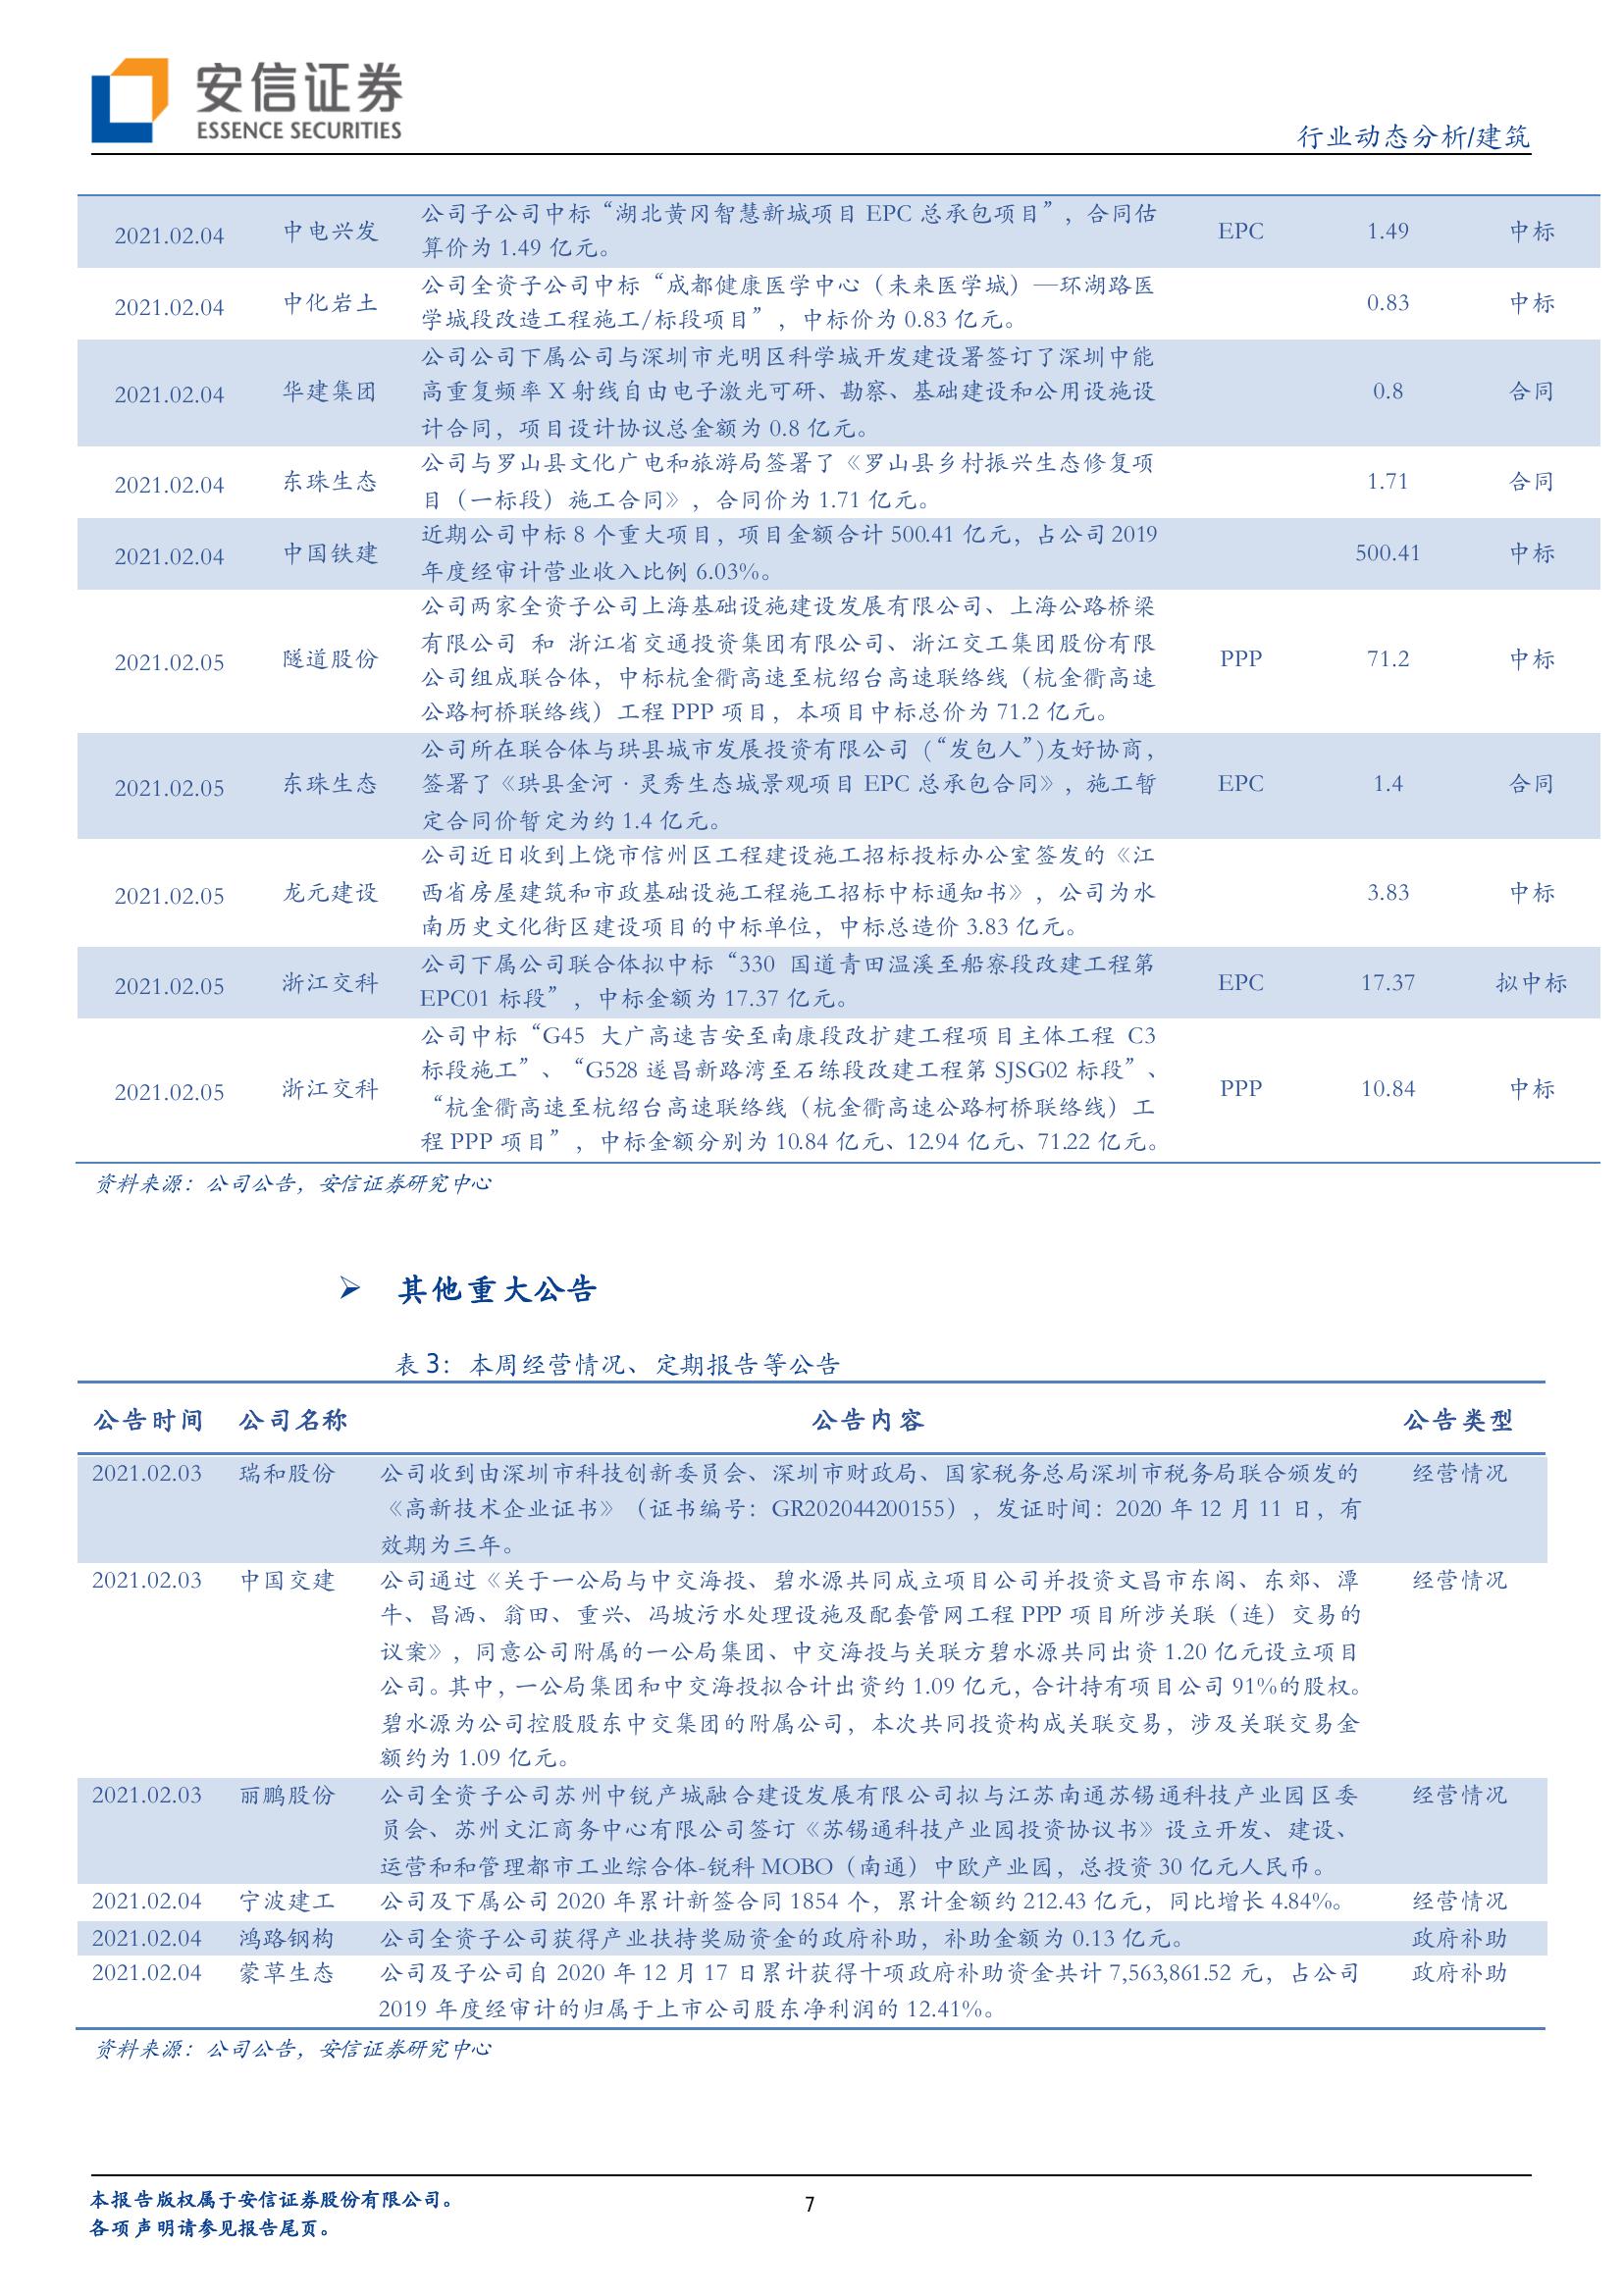 安信证券
ESSENCE SECURITIES
行业动态分析/建筑
2021.02.04 中电兴发 公司子公司中标“湖北黄冈智慧新城项目 EPC 总承包项目”，合同估 EPC 1.49 中标
算价为 1.49 亿元。
2021.02.04 中化岩土 公司全资子公司中标“成都健康医学中心（未来医学城）—环湖路医 0.83 中标
学城段改造工程施工/标段项目”，中标价为 0.83 亿元。
公司公司下属公司与深圳市光明区科学城开发建设署签订了深圳中能
2021.02.04 华建集团 高重复频率 X 射线自由电子激光可研、勘察、基础建设和公用设施设 0.8 合同
计合同，项目设计协议总金额为 0.8 亿元。
2021.02.04 东珠生态 公司与罗山县文化广电和旅游局签署了《罗山县乡村振兴生态修复项 1.71 合同
目（一标段）施工合同》，合同价为 1.71 亿元。
2021.02.04 中国铁建 近期公司中标 8 个重大项目，项目金额合计 500.41 亿元，占公司 2019 500.41 中标
年度经审计营业收入比例 6.03%。
公司两家全资子公司上海基础设施建设发展有限公司、上海公路桥梁
有限公司 和 浙江省交通投资集团有限公司、浙江交工集团股份有限
2021.02.05 隧道股份 公司组成联合体，中标杭金衢高速至杭绍台高速联络线（杭金衢高速 PPP 71.2 中标
公路柯桥联络线）工程 PPP 项目，本项目中标总价为 71.2 亿元。
公司所在联合体与珙县城市发展投资有限公司 (“发包人”)友好协商，
2021.02.05 东珠生态 签署了《珙县金河·灵秀生态城景观项目 EPC 总承包合同》，施工暂 EPC 1.4 合同
定合同价暂定为约 1.4 亿元。
公司近日收到上饶市信州区工程建设施工招标投标办公室签发的《江
2021.02.05 龙元建设 西省房屋建筑和市政基础设施工程施工招标中标通知书》，公司为水 3.83 中标
南历史文化街区建设项目的中标单位，中标总造价 3.83 亿元。
2021.02.05 浙江交科 公司下属公司联合体拟中标“330 国道青田温溪至船寮段改建工程第 EPC 17.37 拟中标
EPC01 标段”，中标金额为 17.37 亿元。
公司中标“G45 大广高速吉安至南康段改扩建工程项目主体工程 C3
标段施工”、“G528 遂昌新路湾至石练段改建工程第 SJSG02 标段”、
2021.02.05 浙江交科 “杭金衢高速至杭绍台高速联络线（杭金衢高速公路柯桥联络线）工 PPP 10.84 中标
程 PPP 项目”，中标金额分别为 10.84 亿元、12.94 亿元、71.22 亿元。
资料来源：公司公告，安信证券研究中心
➢ 其他重大公告
表 3：本周经营情况、定期报告等公告
公告时间 公司名称 公告内容 公告类型
2021.02.03 瑞和股份 公司收到由深圳市科技创新委员会、深圳市财政局、国家税务总局深圳市税务局联合颁发的 经营情况
《高新技术企业证书》（证书编号：GR202044200155），发证时间：2020 年 12 月 11 日，有
效期为三年。
2021.02.03 中国交建 公司通过《关于一公局与中交海投、碧水源共同成立项目公司并投资文昌市东阁、东郊、潭 经营情况
牛、昌洒、翁田、重兴、冯坡污水处理设施及配套管网工程 PPP 项目所涉关联（连）交易的
议案》，同意公司附属的一公局集团、中交海投与关联方碧水源共同出资 1.20 亿元设立项目
公司。其中，一公局集团和中交海投拟合计出资约 1.09 亿元，合计持有项目公司 91%的股权。
碧水源为公司控股股东中交集团的附属公司，本次共同投资构成关联交易，涉及关联交易金
额约为 1.09 亿元。
2021.02.03 丽鹏股份 公司全资子公司苏州中锐产城融合建设发展有限公司拟与江苏南通苏锡通科技产业园区委 经营情况
员会、苏州文汇商务中心有限公司签订《苏锡通科技产业园投资协议书》设立开发、建设、
运营和和管理都市工业综合体-锐科 MOBO（南通）中欧产业园，总投资 30 亿元人民币。
2021.02.04 宁波建工 公司及下属公司 2020 年累计新签合同 1854 个，累计金额约 212.43 亿元，同比增长 4.84%。 经营情况
2021.02.04 鸿路钢构 公司全资子公司获得产业扶持奖励资金的政府补助，补助金额为 0.13 亿元。 政府补助
2021.02.04 蒙草生态 公司及子公司自 2020 年 12 月 17 日累计获得十项政府补助资金共计 7,563,861.52 元，占公司 政府补助
2019 年度经审计的归属于上市公司股东净利润的 12.41%。
资料来源：公司公告，安信证券研究中心
本报告版权属于安信证券股份有限公司。
各项声明请参见报告尾页。
7